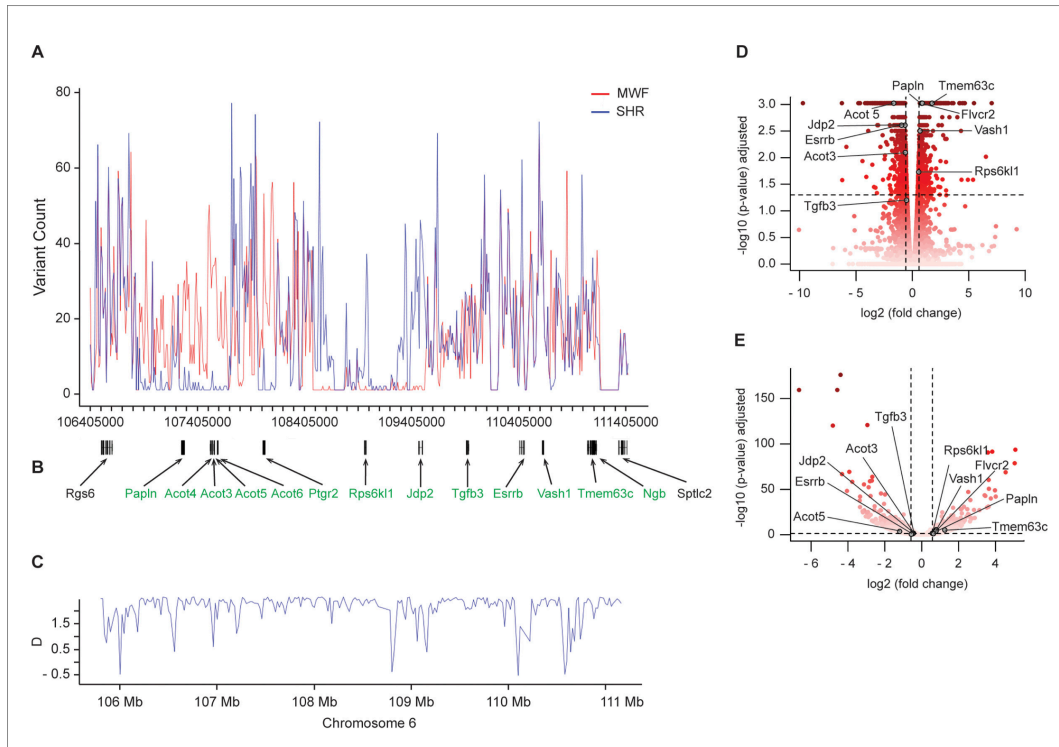 A
80
60
40
20
0
Variant Count
MWF
SHR
106405000 107405000 108405000 109405000 110405000 111405000
B
Rgs6 Papln Acot4 Acot3 Acot5 Acot6 Ptgr2 Rps6kl1 Jdp2 Tgfb3 Esrrb Vash1 Tmem63c Ngb Sptlc2
C
D
1.5
0.5
- 0.5
106 Mb 107 Mb 108 Mb 109 Mb 110 Mb 111 Mb
Chromosome 6
D
Papln Tmem63c
Acot 5 Flvcr2
Jdp2 Vash1
Esrrb
Acot3
Rps6kl1
Tgfb3
3.0
2.5
2.0
1.5
1.0
0.5
0.0
-log10 (p-value) adjusted
- 10 - 5 0 5 10
log2 (fold change)
E
Tgfb3
Acot3 Rps6kl1
Jdp2 Flvcr2
Esrrb Vash1
Papln
Acot5
Tmem63c
150
100
50
0
-log10 (p-value) adjusted
- 6 - 4 - 2 0 2 4
log2 (fold change)